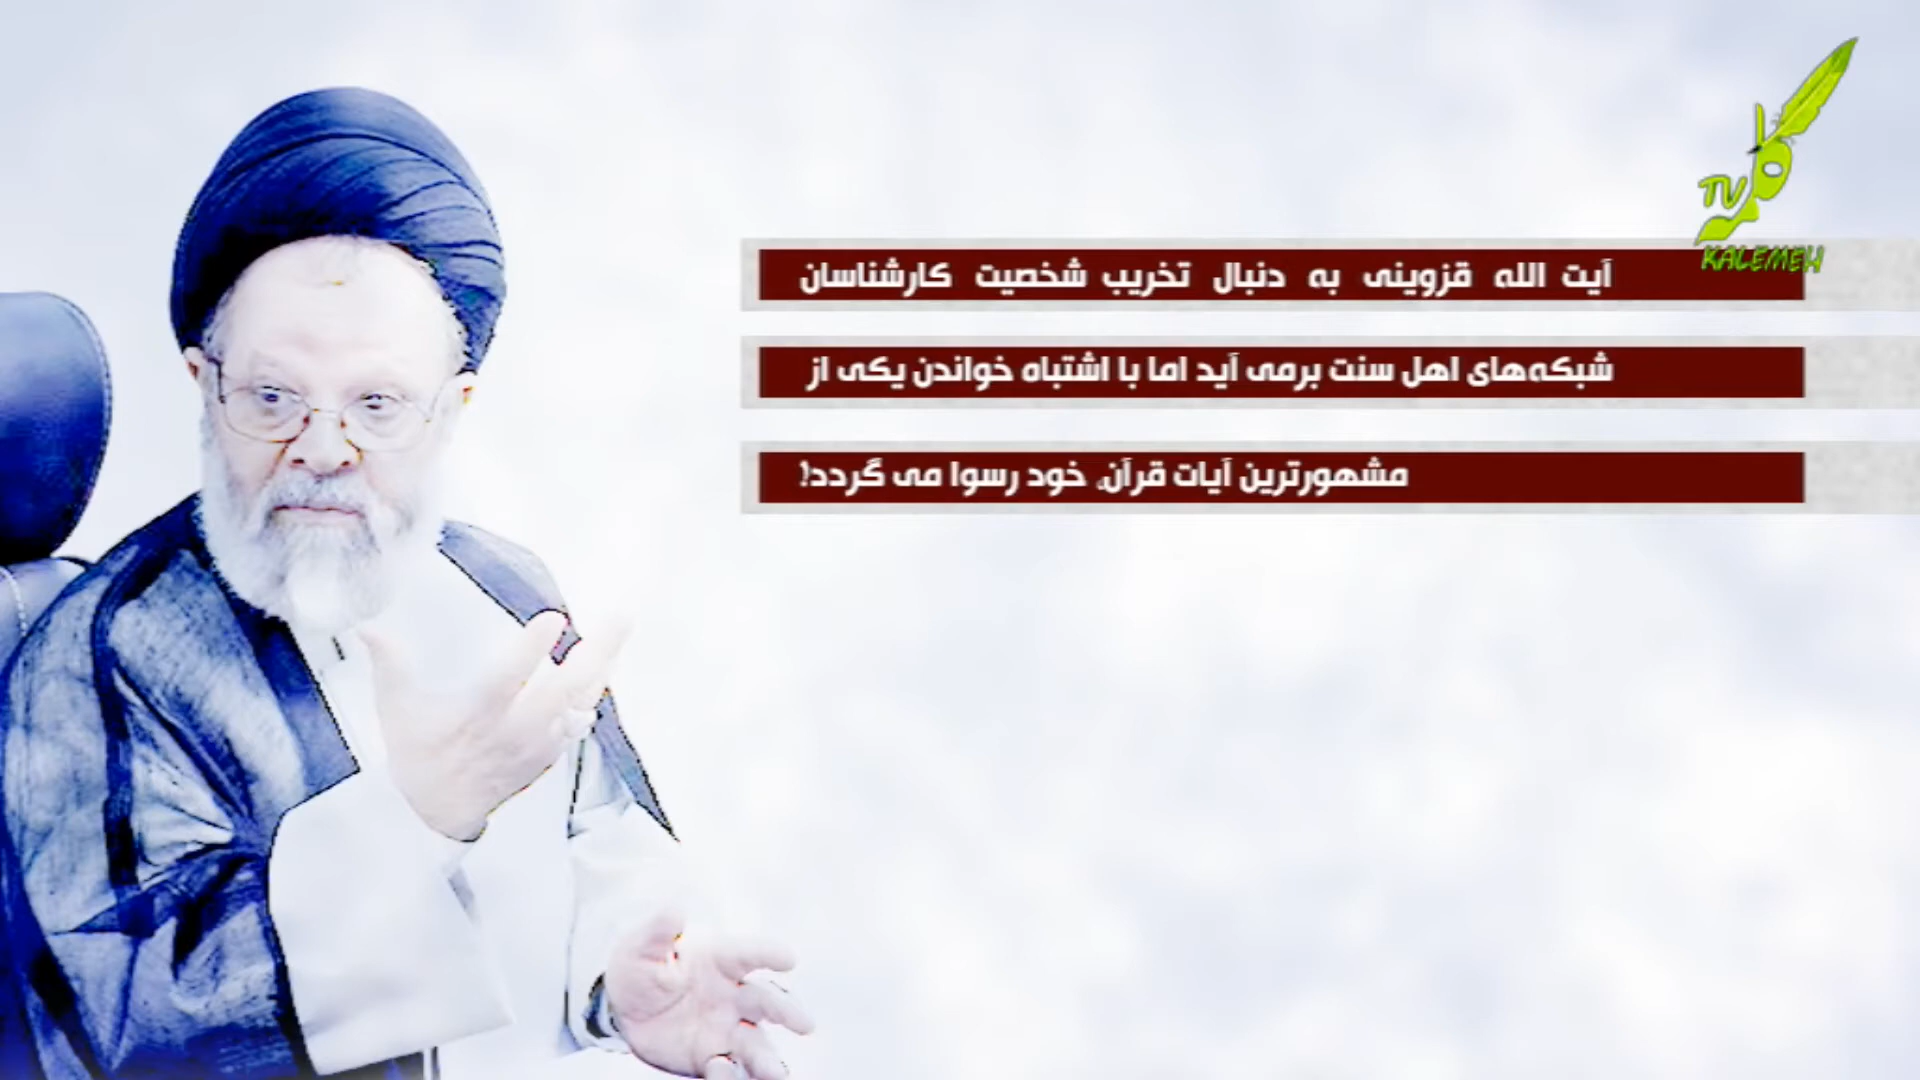 TV
KALEMEH
آیت الله قزوینی به دنبال تخریب شخصیت کارشناسان
شبکه‌های اهل سنت برمی آید اما با اشتباه خواندن یکی از
مشهورترین آیات قرآن، خود رسوا می گردد!